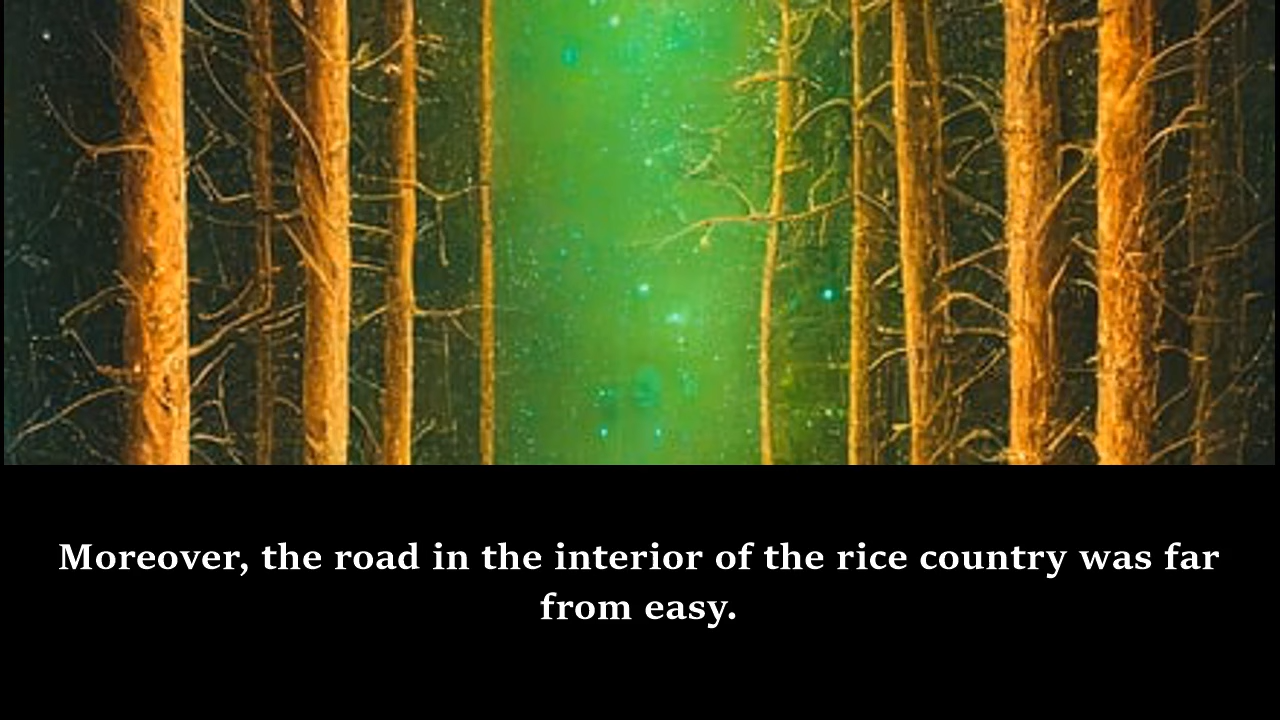 Moreover, the road in the interior of the rice country was far
from easy.